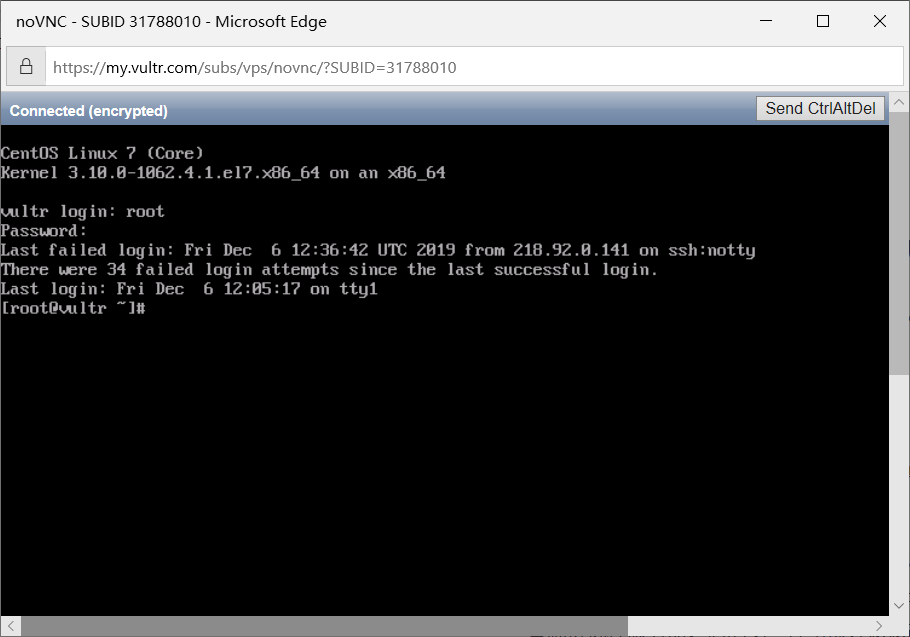 noVNC - SUBID 31788010 - Microsoft Edge
https://my.vultr.com/subs/vps/novnc/?SUBID=31788010
Connected (encrypted)
Send CtrlAltDel
CentOS Linux 7 (Core)
Kernel 3.10.0-1062.4.1.el7.x86_64 on an x86_64
vultr login: root
Password:
Last failed login: Fri Dec  6 12:36:42 UTC 2019 from 218.92.0.141 on ssh:notty
There were 34 failed login attempts since the last successful login.
Last login: Fri Dec  6 12:05:17 on tty1
[root@vultr ~]#